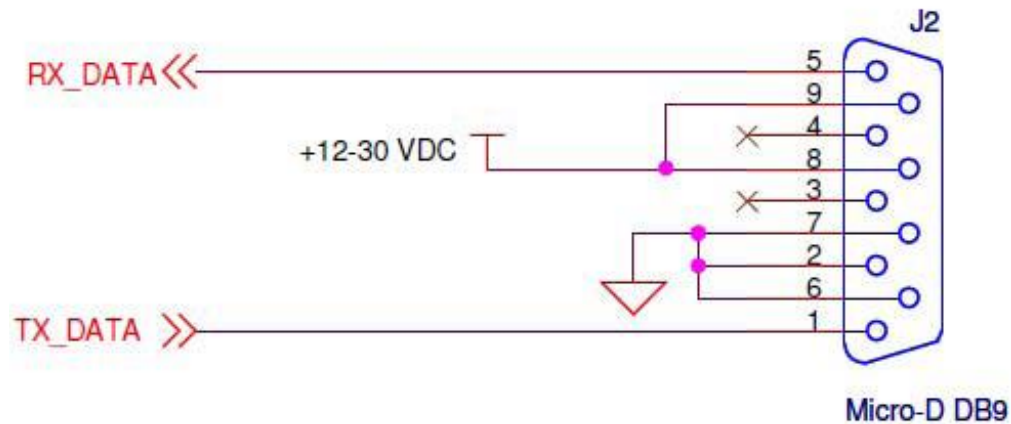 J2
RX_DATA
5
9
+12-30 VDC
4
8
3
7
2
6
TX_DATA
1
Micro-D DB9